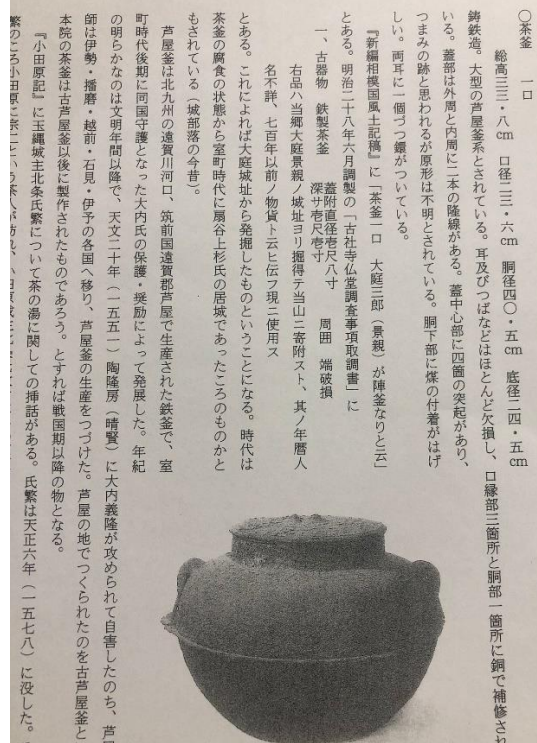 ○茶釜　一口
総高三三・八cm　口径二三・六cm　胴径四〇・五cm　底径二四・五cm
鋳鉄造。大型の芦屋釜系とされている。耳及びつばなどはほとんど欠損し、口縁部三箇所と胴部一箇所に銅で補修され
いる。蓋部は外周と内周に二本の隆線がある。蓋中心部に四箇の突起があり、
つまみの跡と思われるが原形は不明とされている。胴下部に煤の付着がはげ
しい。両耳に一個づつ鐶がついている。
『新編相模国風土記稿』に「茶釜一口　大庭三郎（景親）が陣釜なりと云」
とある。明治二十八年六月調製の「古社寺仏堂調査事項取調書」に
一、古器物　鉄製茶釜　蓋附直径壱尺八寸　深サ壱尺壱寸　周囲　端破損
右品ハ当郷大庭景親ノ城址ヨリ掘得テ当山ニ寄附スト、其ノ年暦人
名不詳、七百年以前ノ物貨ト云ヒ伝フ現ニ使用ス
とある。これによれば大庭城址から発掘したものということになる。時代は
茶釜の腐食の状態から室町時代に扇谷上杉氏の居城であったころのものかと
もされている（城部落の今昔）。
芦屋釜は北九州の遠賀川河口、筑前国遠賀郡芦屋で生産された鉄釜で、室
町時代後期に同国守護となった大内氏の保護・奨励によって発展した。年紀
の明らかなのは文明年間以降で、天文二十年（一五五一）陶隆房（晴賢）に大内義隆が攻められて自害したのち、芦
師は伊勢・播磨・越前・石見・伊予の各国へ移り、芦屋釜の生産をつづけた。芦屋の地でつくられたのを古芦屋釜と
本院の茶釜は古芦屋釜以後に製作されたものであろう。とすれば戦国期以降の物となる。
『小田原記』に玉縄城主北条氏繁について茶の湯に関しての挿話がある。氏繁は天正六年（一五七八）に没した。
繁のころ小田原に宗二という茶人が訪れ、